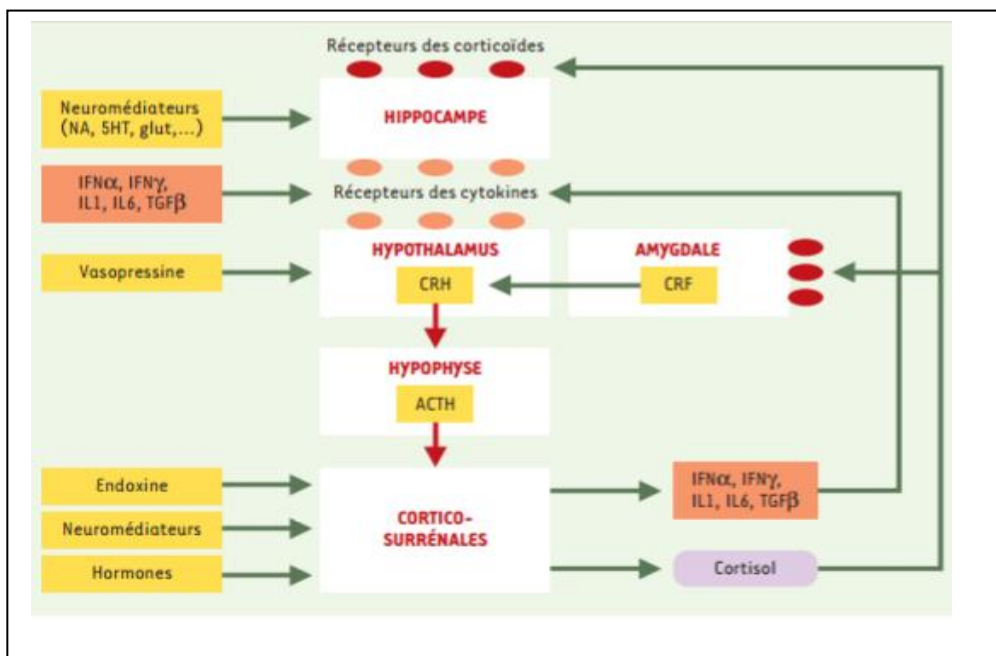 Récepteurs des corticoïdes
Neuromédiateurs
(NA, 5HT, glut,...)
HIPPOCAMPE
IFNα, IFNγ,
IL1, IL6, TGFβ
Récepteurs des cytokines
HYPOTHALAMUS
AMYGDALE
Vasopressine
CRH
CRF
HYPOPHYSE
ACTH
Endoxine
Neuromédiateurs
Hormones
CORTICO-
SURRÉNALES
IFNα, IFNγ,
IL1, IL6, TGFβ
Cortisol